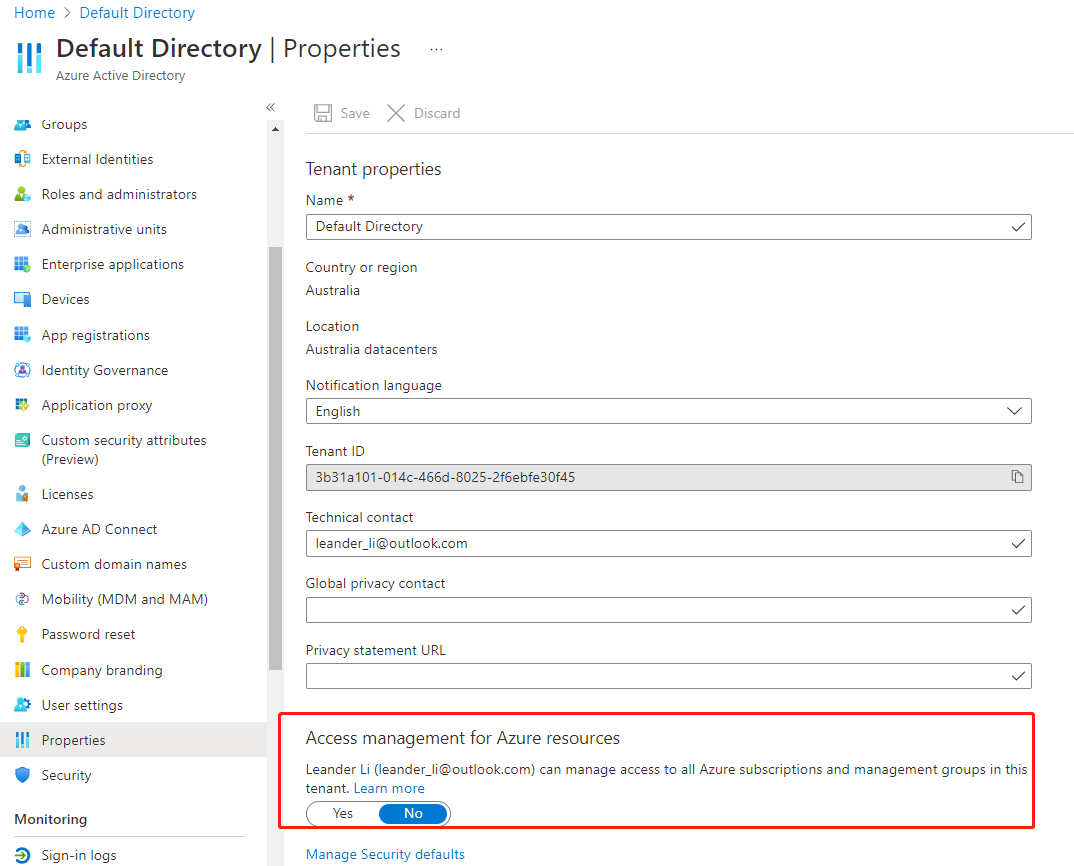 Home > Default Directory
Default Directory | Properties ...
Azure Active Directory
«
Groups
External Identities
Roles and administrators
Administrative units
Enterprise applications
Devices
App registrations
Identity Governance
Application proxy
Custom security attributes
(Preview)
Licenses
Azure AD Connect
Custom domain names
Mobility (MDM and MAM)
Password reset
Company branding
User settings
Properties
Security
Monitoring
Sign-in logs
Save Discard
Tenant properties
Name *
Default Directory
Country or region
Australia
Location
Australia datacenters
Notification language
English
Tenant ID
3b31a101-014c-466d-8025-2f6ebfe30f45
Technical contact
leander_li@outlook.com
Global privacy contact
Privacy statement URL
Access management for Azure resources
Leander Li (leander_li@outlook.com) can manage access to all Azure subscriptions and management groups in this
tenant. Learn more
Yes No
Manage Security defaults